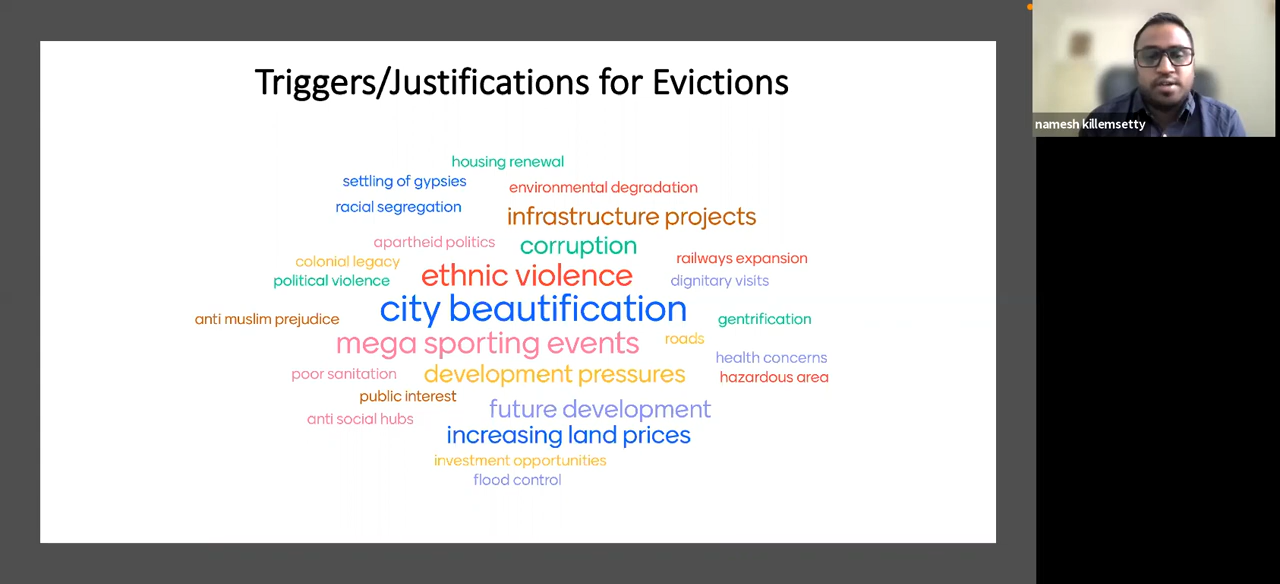 Triggers/Justifications for Evictions
housing renewal
settling of gypsies
environmental degradation
racial segregation
infrastructure projects
apartheid politics
corruption
colonial legacy
railways expansion
political violence
ethnic violence
dignitary visits
city beautification
anti muslim prejudice
gentrification
mega sporting events
roads
health concerns
poor sanitation
development pressures
hazardous area
public interest
future development
anti social hubs
increasing land prices
investment opportunities
flood control
namesh killemsetty